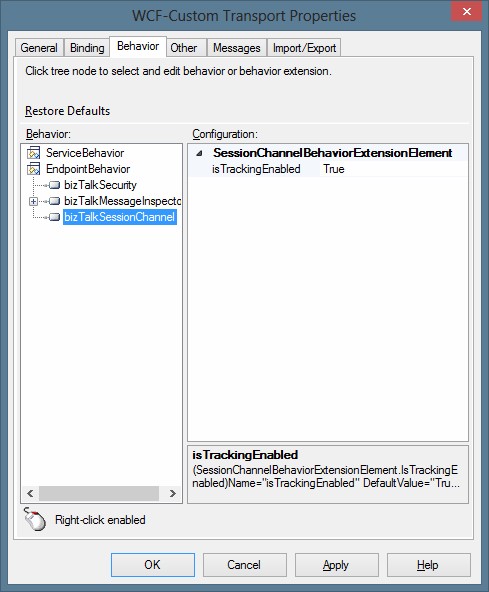 WCF-Custom Transport Properties
General Binding Behavior Other Messages Import/Export
Click tree node to select and edit behavior or behavior extension.
Restore Defaults
Behavior:
ServiceBehavior
EndpointBehavior
bizTalkSecurity
bizTalkMessageInspecto
bizTalkSessionChannel
Configuration:
SessionChannelBehaviorExtensionElement
isTrackingEnabled True
isTrackingEnabled
(SessionChannelBehaviorExtensionElement.IsTrackingE
nabled)Name="isTrackingEnabled" DefaultValue="Tru...
Right-click enabled
OK Cancel Apply Help